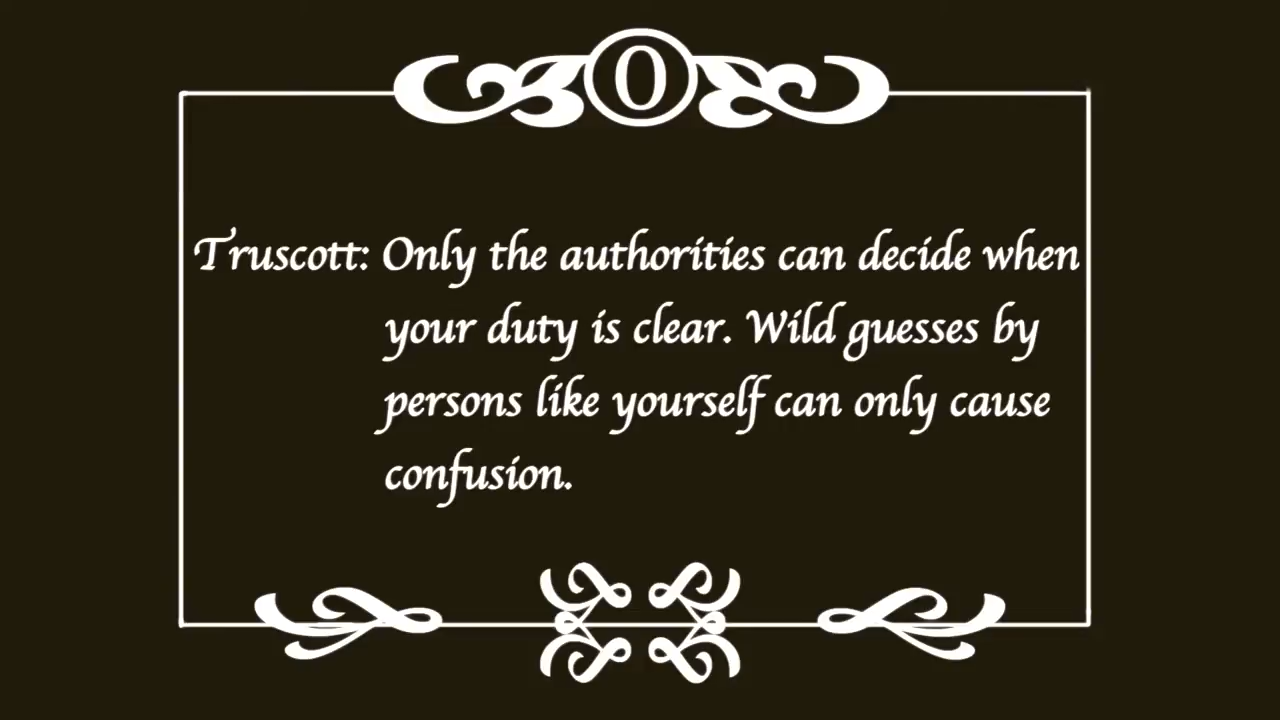 O
Truscott: Only the authorities can decide when
your duty is clear. Wild guesses by
persons like yourself can only cause
confusion.